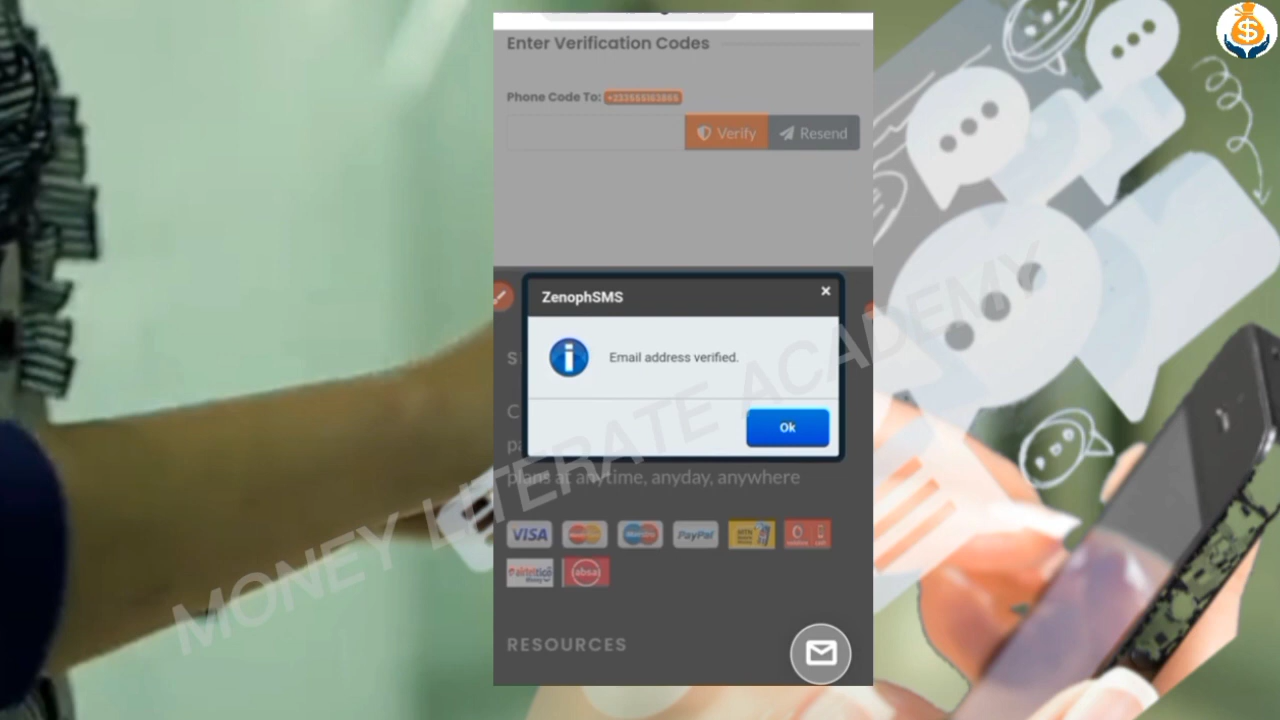 Enter Verification Codes
Phone Code To: +233555163865
Verify
Resend
ZenophSMS
×
Email address verified.
Ok
plans at anytime, anyday, anywhere
VISA
PayPal
absa
RESOURCES
MONEY LITERATE ACADEMY